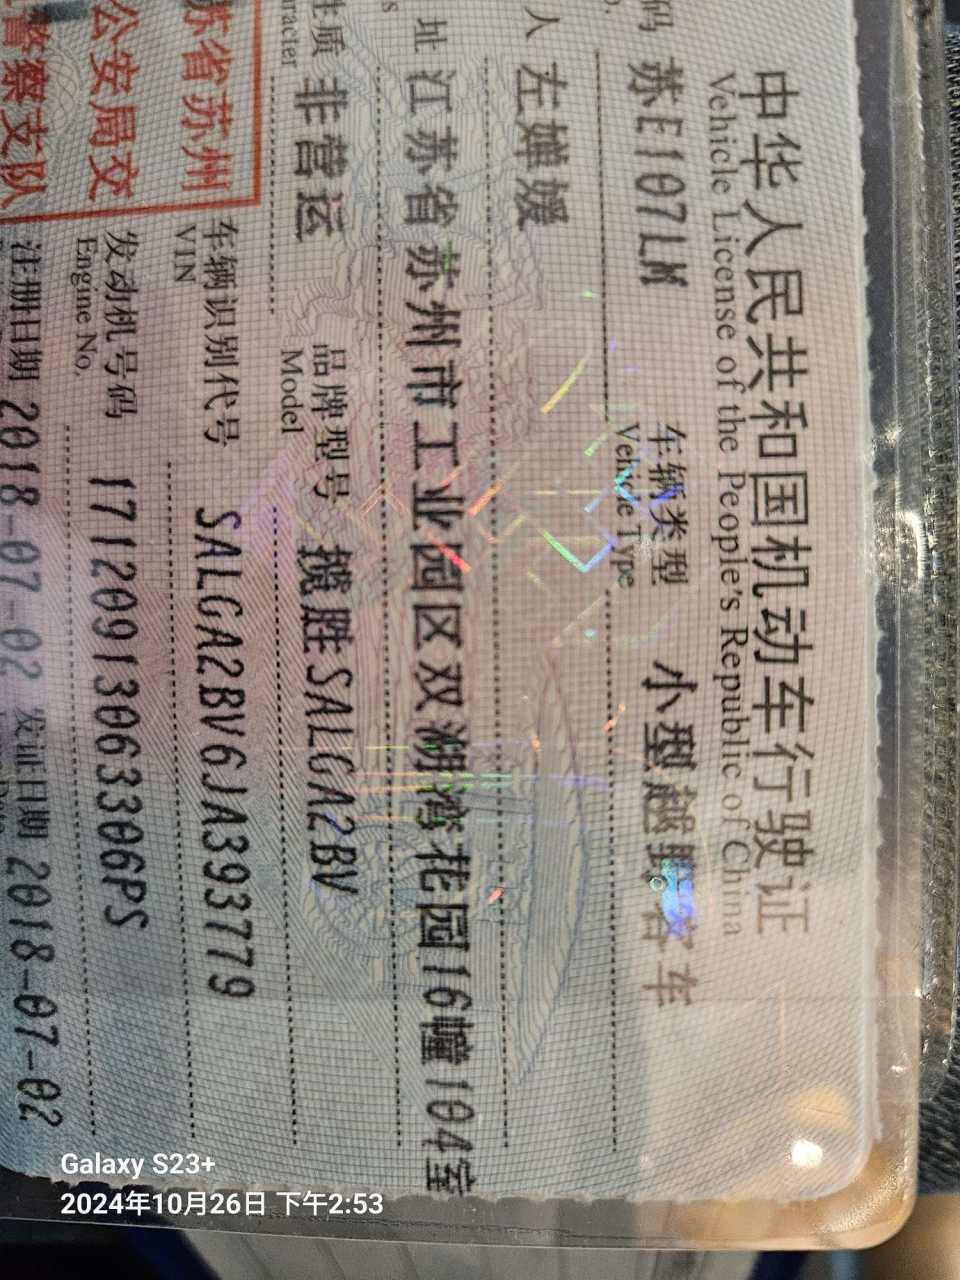 中华人民共和国机动车行驶证
Vehicle License of the People's Republic of China
码 苏E107LM 车辆类型 小型越野客车
Vehicle Type
人 左婵媛
址 江苏省苏州市工业园区双湖湾花园16幢104室
性质 非营运 品牌型号 揽胜SALGA2BV
aracter Model
苏省苏州 车辆识别代号 SALGA2BV6JA393779
VIN
公安局交 发动机号码 17120913063306PS
Engine No.
警察支队 注册日期 2018-07-02 发证日期 2018-07-02
Galaxy S23+
2024年10月26日 下午2:53